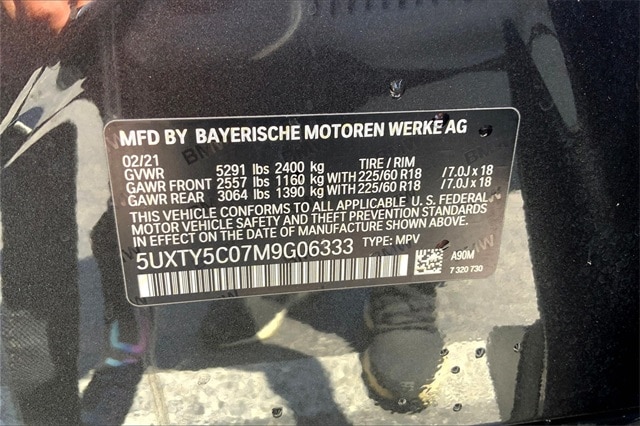 MFD BY BAYERISCHE MOTOREN WERKE AG
02/21 TIRE / RIM
GVWR 5291 lbs 2400 kg
GAWR FRONT 2557 lbs 1160 kg WITH 225/60 R18 / 7.0J x 18
GAWR REAR 3064 lbs 1390 kg WITH 225/60 R18 / 7.0J x 18
THIS VEHICLE CONFORMS TO ALL APPLICABLE U. S. FEDERAL
MOTOR VEHICLE SAFETY AND THEFT PREVENTION STANDARDS
IN EFFECT ON THE DATE OF MANUFACTURE SHOWN ABOVE.
5UXTY5C07M9G06333 TYPE: MPV
A90M
7 320 730